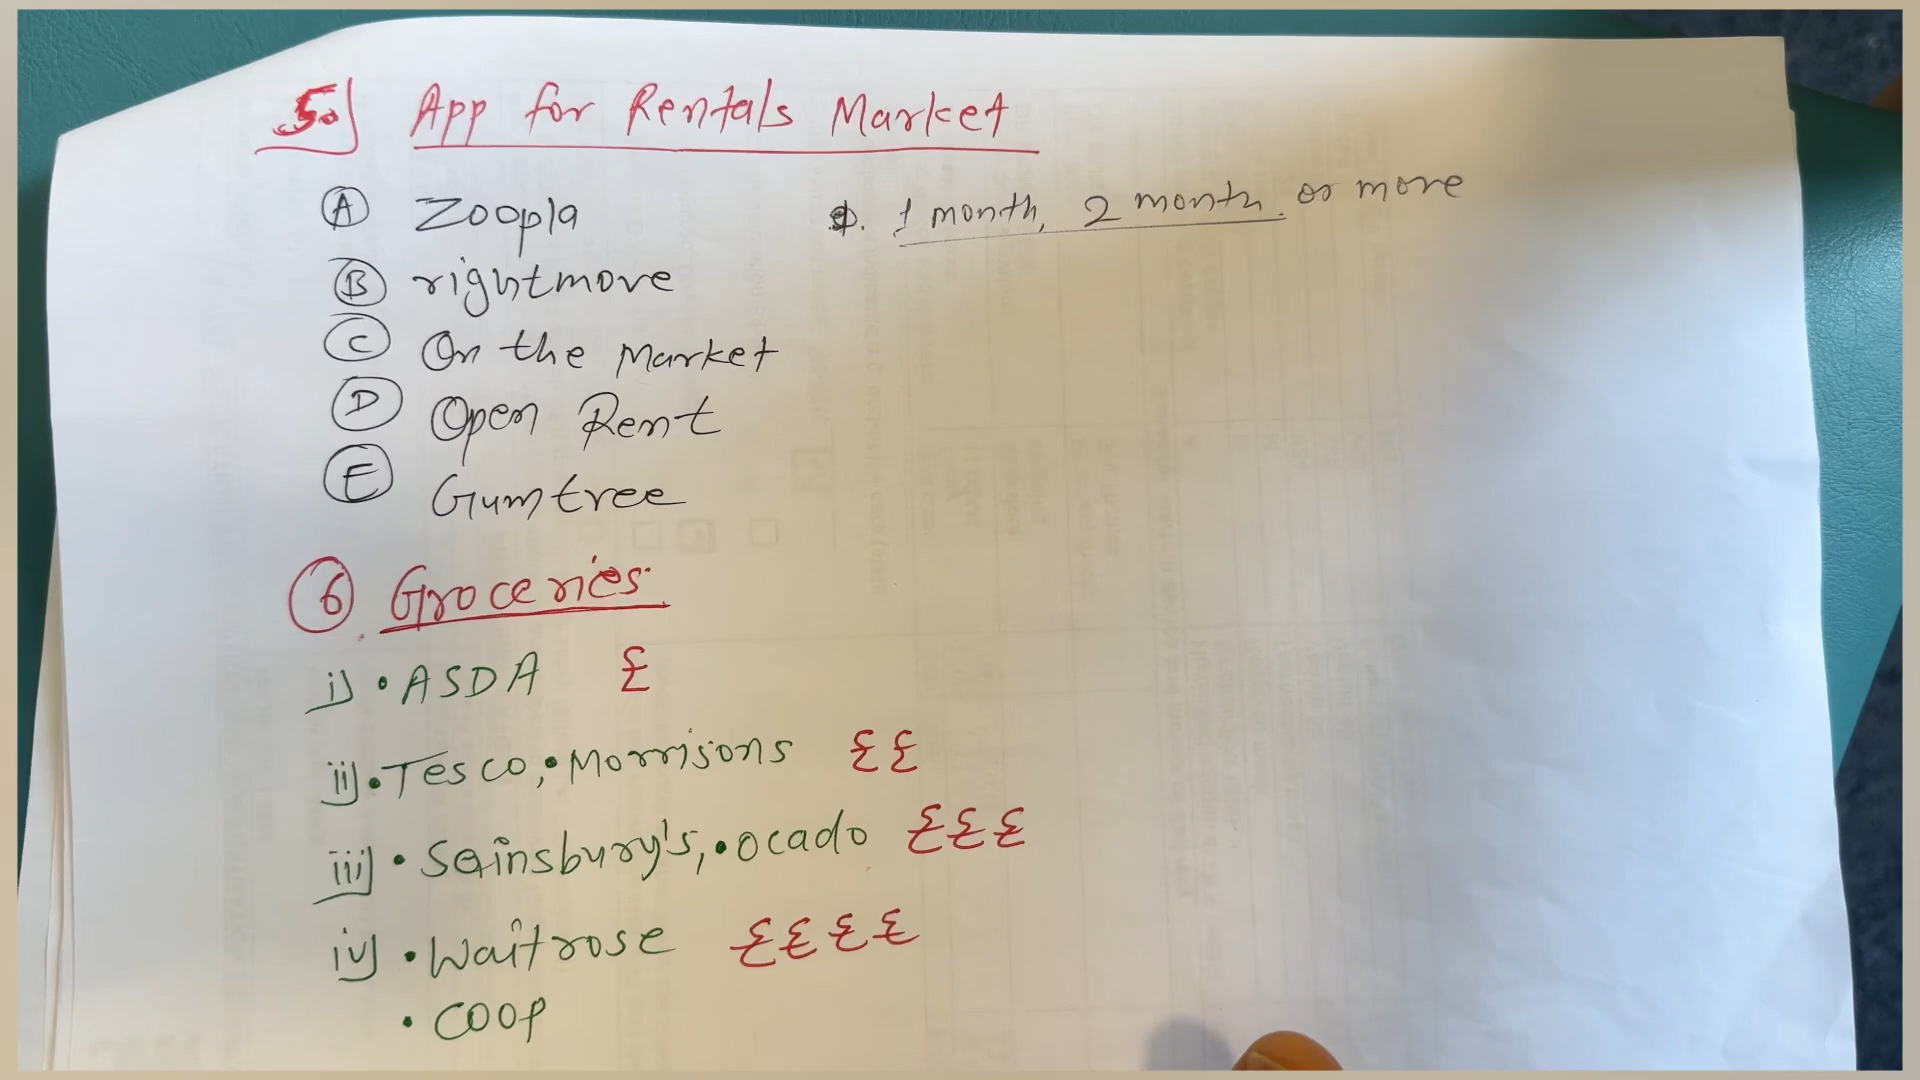 5.) App for Rentals Market
A Zoopla
1 month, 2 month. or more
B rightmove
C On the Market
D Open Rent
E Gumtree
6 Groceries
i) • ASDA £
ii) • Tesco, • Morrisons £ £
iii) • Sainsbury's, • ocado £ £ £
iv) • Waitrose £ £ £ £
• COOP